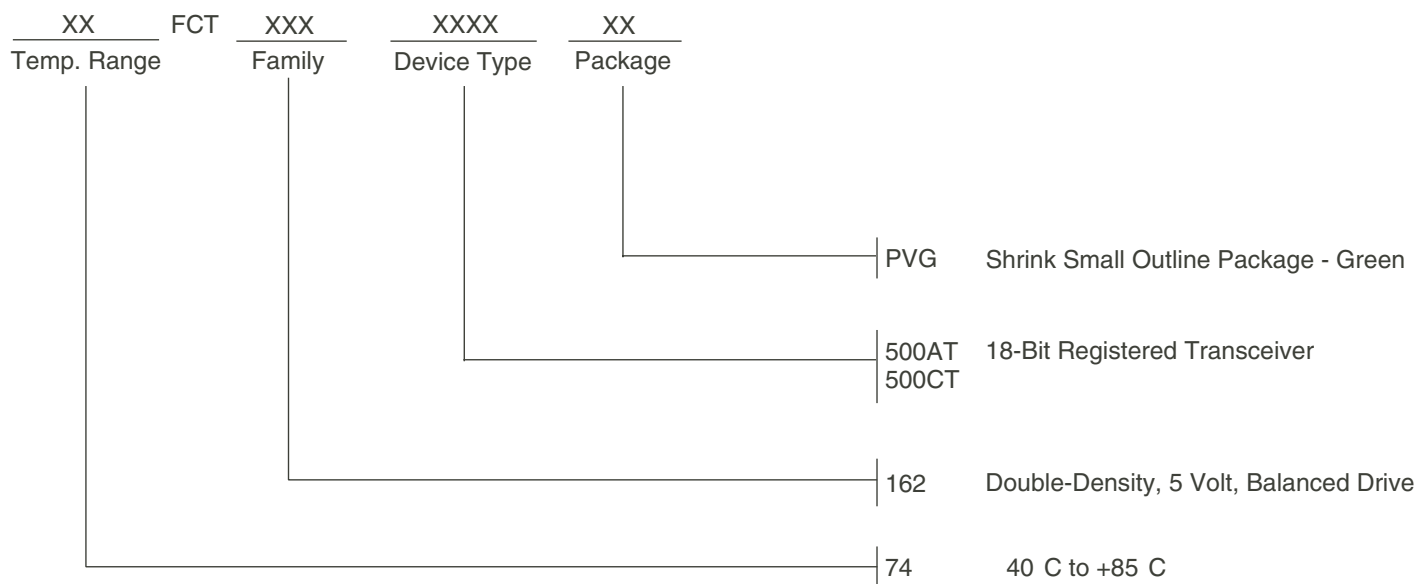 XX FCT XXX XXXX XX
Temp. Range Family Device Type Package
PVG Shrink Small Outline Package - Green
500AT 18-Bit Registered Transceiver
500CT
162 Double-Density, 5 Volt, Balanced Drive
74 40 C to +85 C